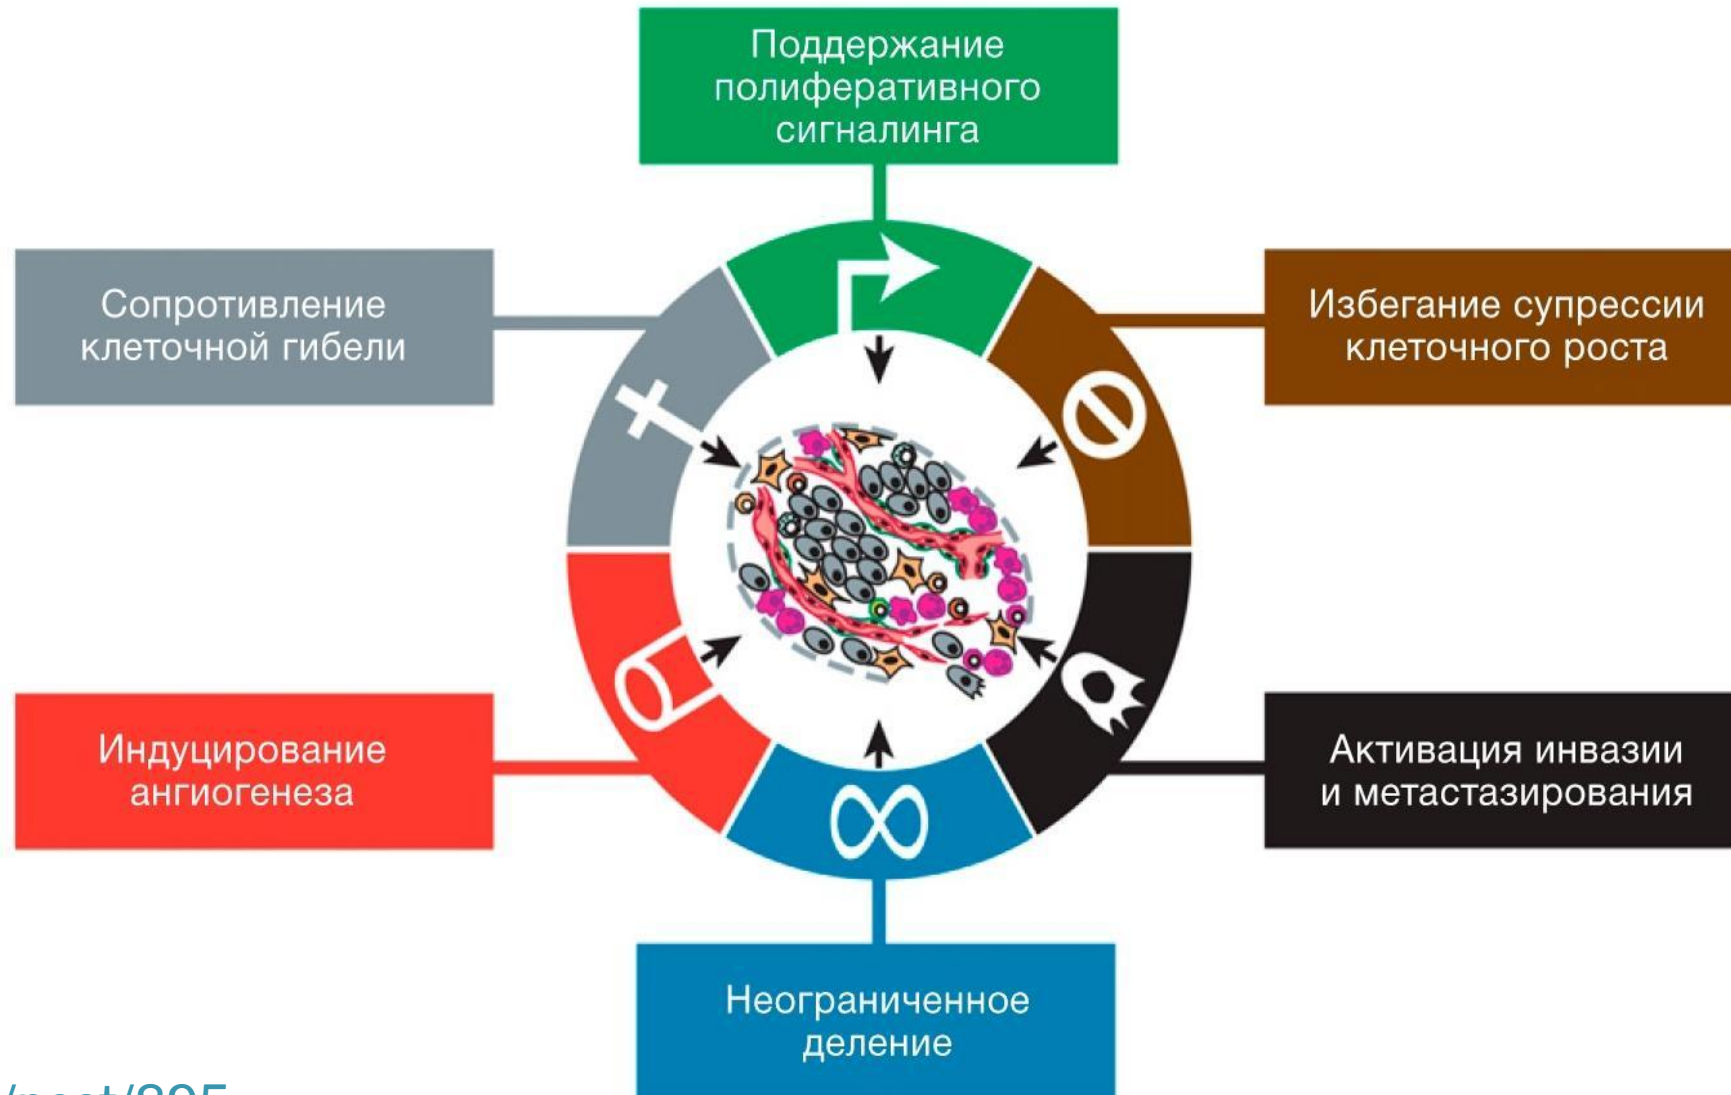 Поддержание
полиферативного
сигналинга
Сопротивление
клеточной гибели
Избегание супрессии
клеточного роста
Индуцирование
ангиогенеза
Активация инвазии
и метастазирования
Неограниченное
деление